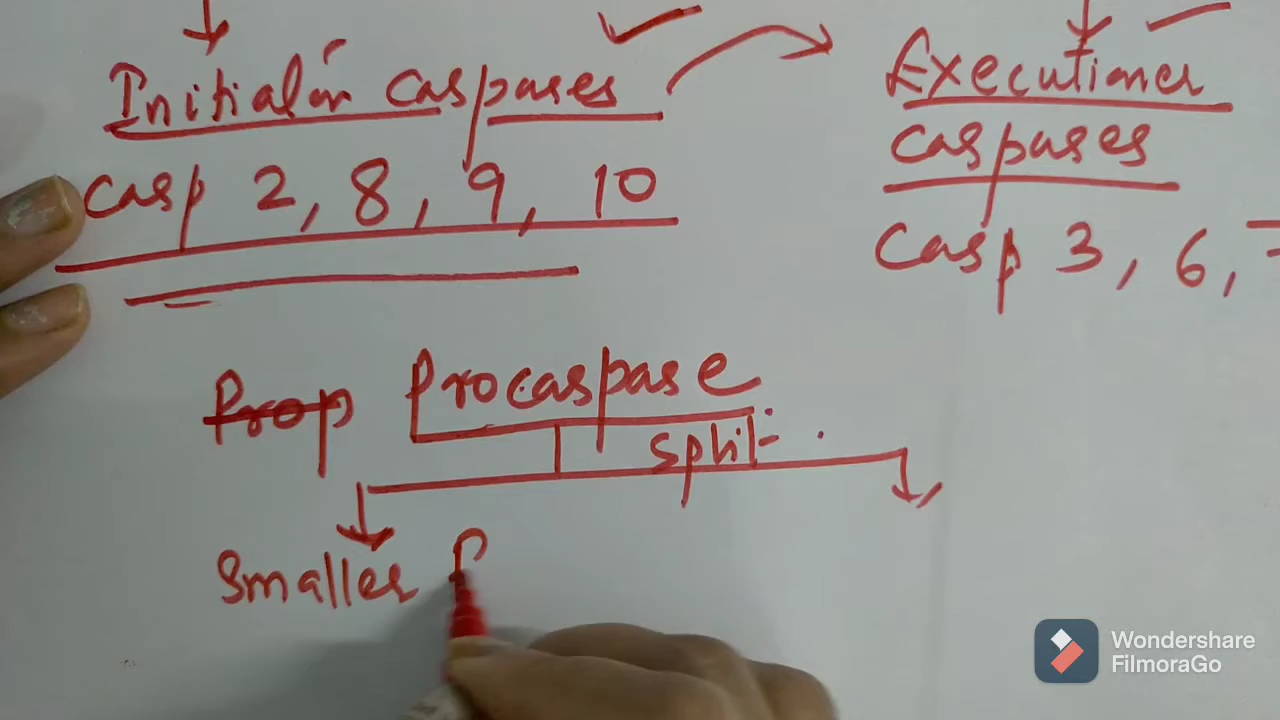 Initiator caspases
casp 2, 8, 9, 10
Executioner
caspases
casp 3, 6,
Prop Procaspase
split
Smaller
Wondershare
FilmoraGo